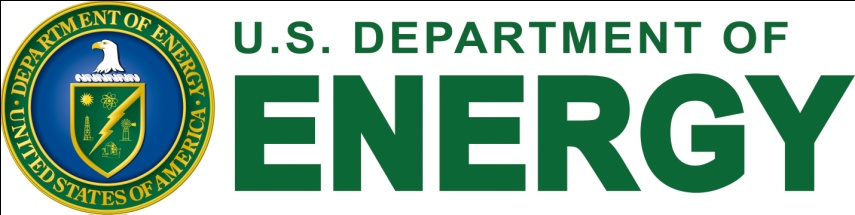 DEPARTMENT OF ENERGY
UNITED STATES OF AMERICA
U.S. DEPARTMENT OF
ENERGY